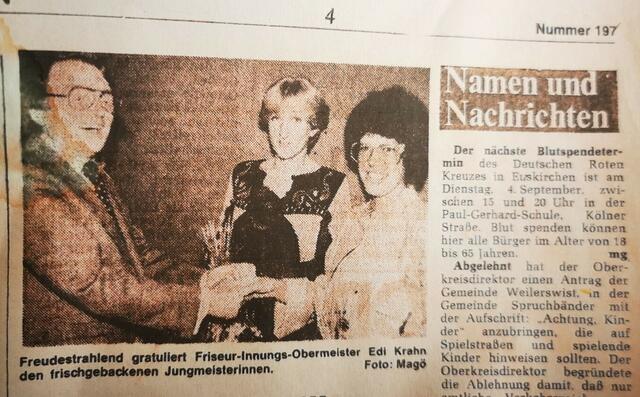 4
Nummer 197
Freudestrahlend gratuliert Friseur-Innungs-Obermeister Edi Krahn
den frischgebackenen Jungmeisterinnen. Foto: Magö
Namen und
Nachrichten
Der nächste Blutspendeter-
min des Deutschen Roten
Kreuzes in Euskirchen ist am
Dienstag, 4. September, zwi-
schen 15 und 20 Uhr in der
Paul-Gerhard-Schule, Kölner
Straße. Blut spenden können
hier alle Bürger im Alter von 18
bis 65 Jahren. mg
Abgelehnt hat der Ober-
kreisdirektor einen Antrag der
Gemeinde Weilerswist, in der
Gemeinde Spruchbänder mit
der Aufschrift: „Achtung, Kin-
der" anzubringen, die auf
Spielstraßen und spielende
Kinder hinweisen sollten. Der
Oberkreisdirektor begründete
die Ablehnung damit, daß nur